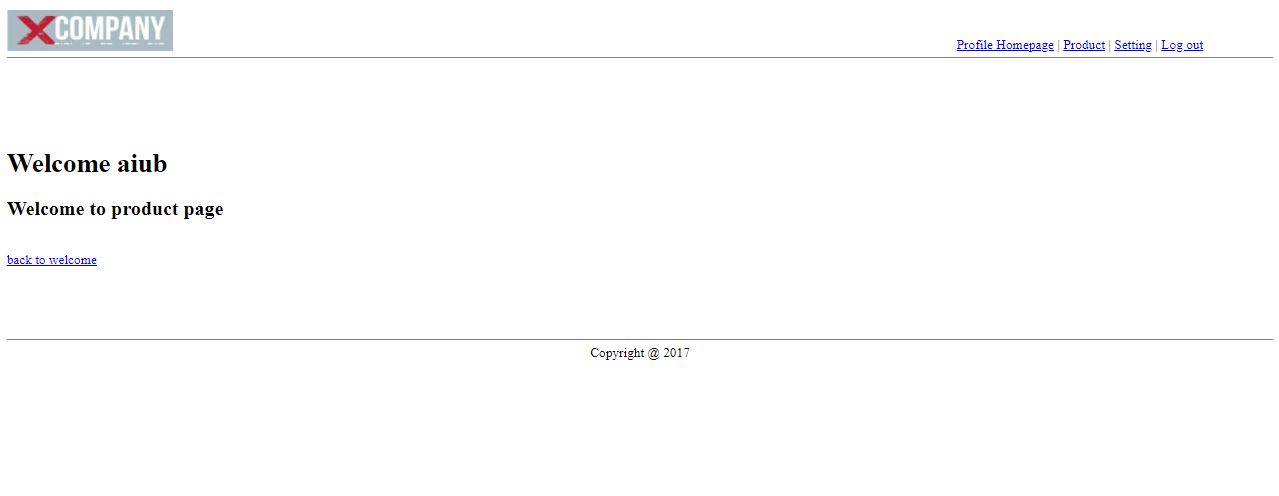 XCOMPANY
Profile Homepage | Product | Setting | Log out
Welcome aiub
Welcome to product page
back to welcome
Copyright @ 2017